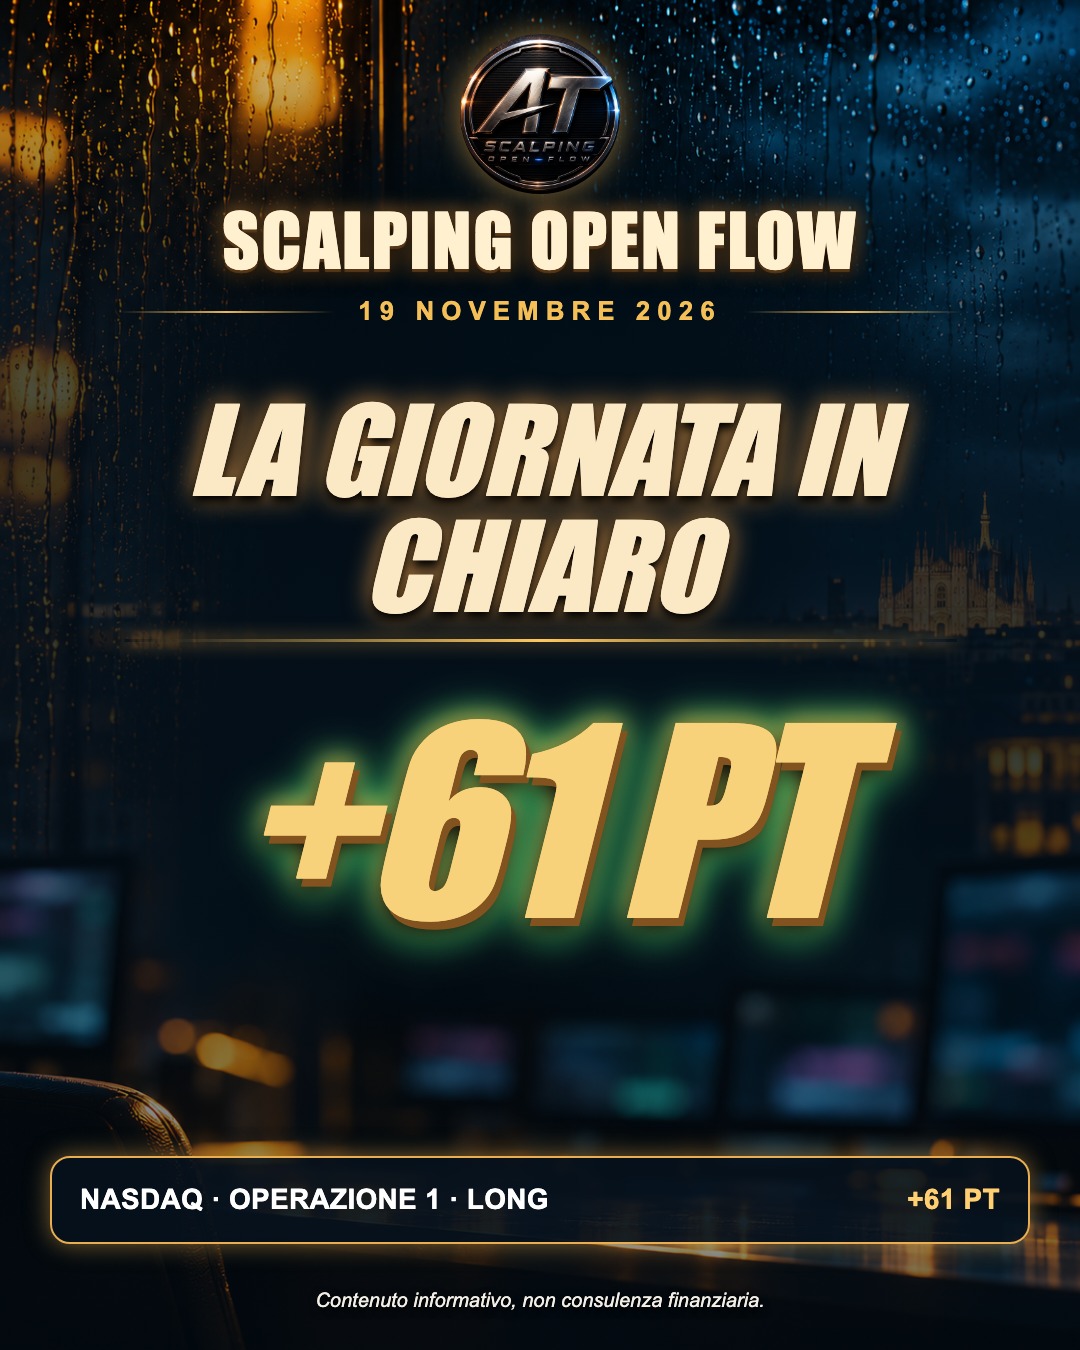 AT
SCALPING
OPEN FLOW
SCALPING OPEN FLOW
19 NOVEMBRE 2026
LA GIORNATA IN
CHIARO
+61 PT
NASDAQ · OPERAZIONE 1 · LONG +61 PT
Contenuto informativo, non consulenza finanziaria.